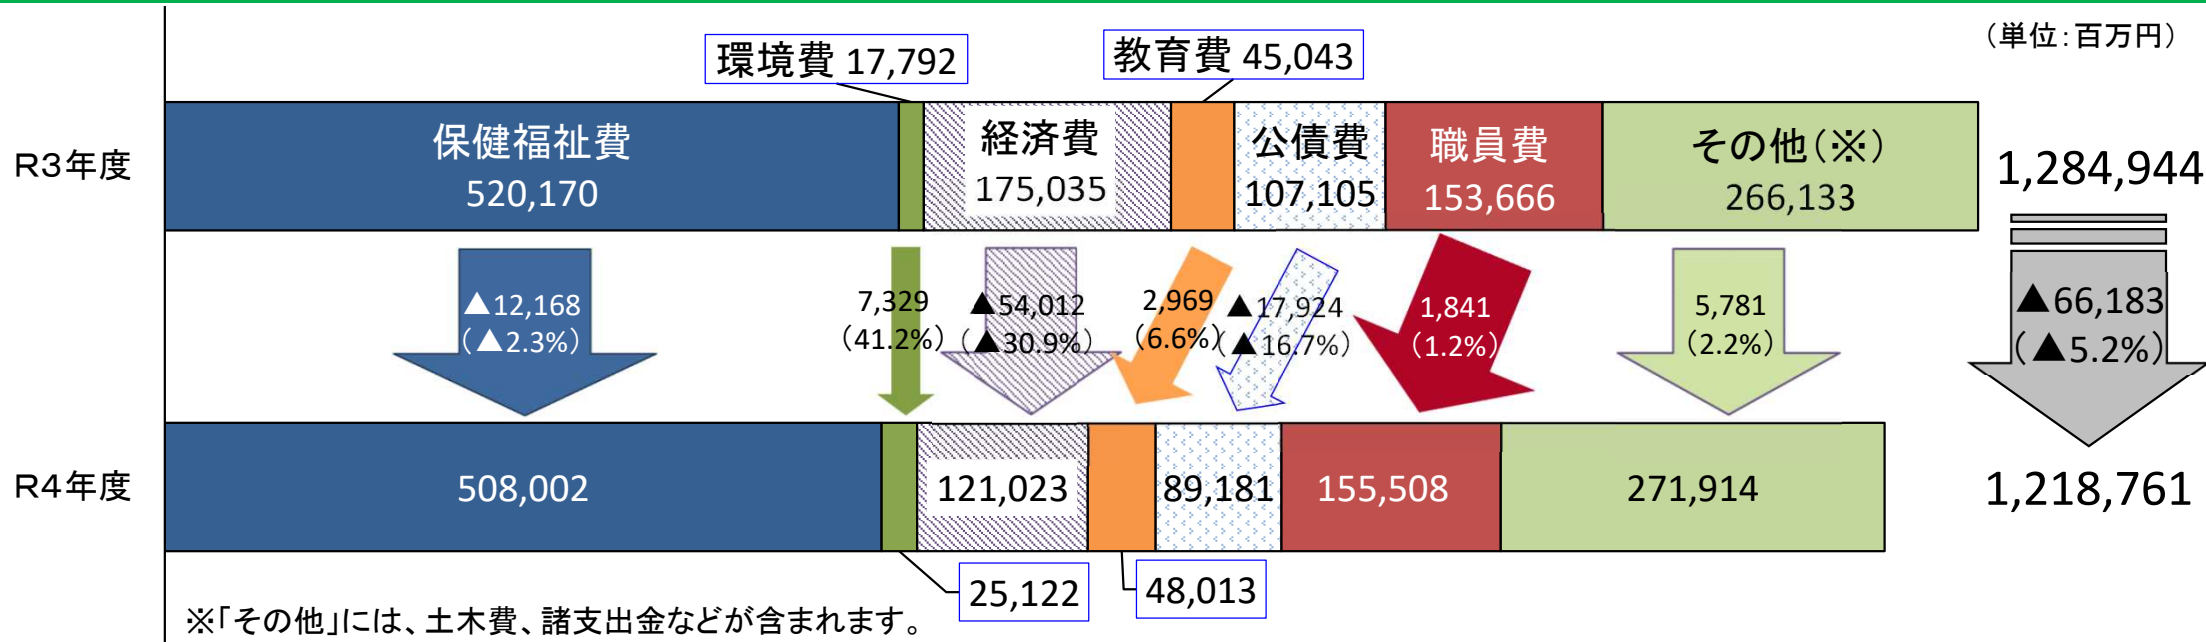 （単位：百万円）
環境費 17,792
教育費 45,043
R3年度
保健福祉費
520,170
経済費
175,035
公債費
107,105
職員費
153,666
その他（※）
266,133
1,284,944
▲12,168
（▲2.3%）
7,329
（41.2%）
▲54,012
（▲30.9%）
2,969
（6.6%）
▲17,924
（▲16.7%）
1,841
（1.2%）
5,781
（2.2%）
▲66,183
（▲5.2%）
R4年度
508,002
121,023
89,181
155,508
271,914
1,218,761
25,122
48,013
※「その他」には、土木費、諸支出金などが含まれます。